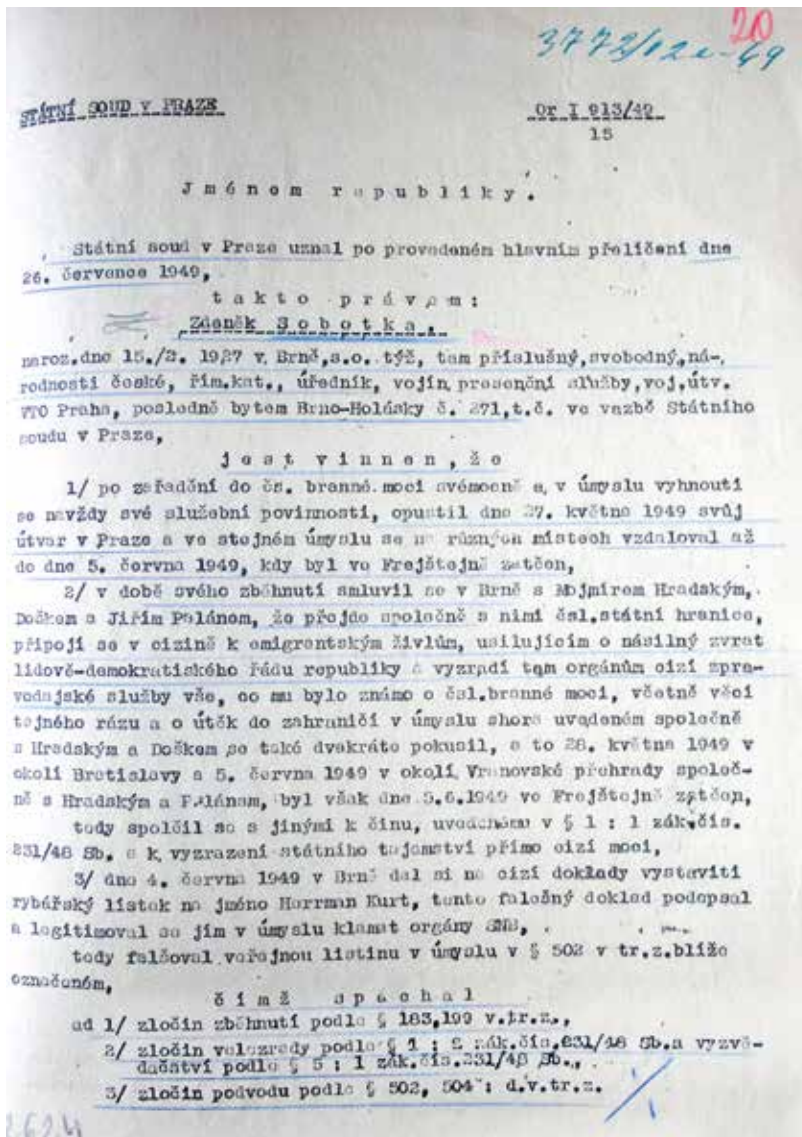 20
3772/12e-49
STÁTNÍ SOUD V PRAZE
Or I 913/49
15
Jménem republiky.
Státní soud v Praze uznal po provedeném hlavním přelíčení dne
26. července 1949,
takto právem:
Zdeněk Sobotka,
naroz.dne 15./2. 1927 v Brně,s.o. týž, tam příslušný,svobodný,ná-
rodnosti české, řím.kat., úředník, vojín presenční služby,voj.útv.
VTO Praha, posledně bytem Brno-Holásky č. 271,t.č. ve vazbě Státního
soudu v Praze,
jest vinnen, že
1/ po zařadění do čs. branné moci svémocně a v úmyslu vyhnouti
se navždy své služební povinnosti, opustil dne 27. května 1949 svůj
útvar v Praze a ve stejném úmyslu se na různých místech vzdaloval až
do dne 5. června 1949, kdy byl ve Frejštejně zatčen,
2/ v době svého zběhnutí smluvil se v Brně s Mojmírem Hradským,
Doškem a Jiřím Palánem, že přejde společně s nimi čsl.státní hranice,
připojí se v cizině k emigrantským živlům, usilujícím o násilný zvrat
lidově-demokratiského řádu republiky a vyzradí tam orgánům cizí zpra-
vodajské služby vše, co mu bylo známo o čsl.branné moci, včetně věcí
tajného rázu a o útěk do zahraničí v úmyslu shora uvedeném společně
s Hradským a Doškem se také dvakráte pokusil, a to 28. května 1949 v
okolí Bratislavy a 5. června 1949 v okolí Vranovské přehrady společ-
ně s Hradským a Palánem, byl však dne 5.6.1949 ve Frejštejně zatčen,
tedy spolčil se s jinými k činu, uvedenému v § 1 : 1 zák.čís.
231/48 Sb. a k vyzrazení státního tajemství přímo cizí moci,
3/ dne 4. června 1949 v Brně dal si na cizí doklady vystaviti
rybářský lístek na jméno Herrman Kurt, tento falešný doklad podepsal
a legitimoval se jím v úmyslu klamat orgány SNB,
tedy falšoval veřejnou listinu v úmyslu v § 502 v tr.z.blíže
označeném,
čímž spáchal
ad 1/ zločin zběhnutí podle § 183,199 v.tr.z.,
2/ zločin velezrady podle § 1 : 2 zák.čís.231/48 Sb.a vyzvě-
dačství podle § 5 : 1 zák.čís.231/48 Sb.,
3/ zločin podvodu podle § 502, 504 : d.v.tr.z.